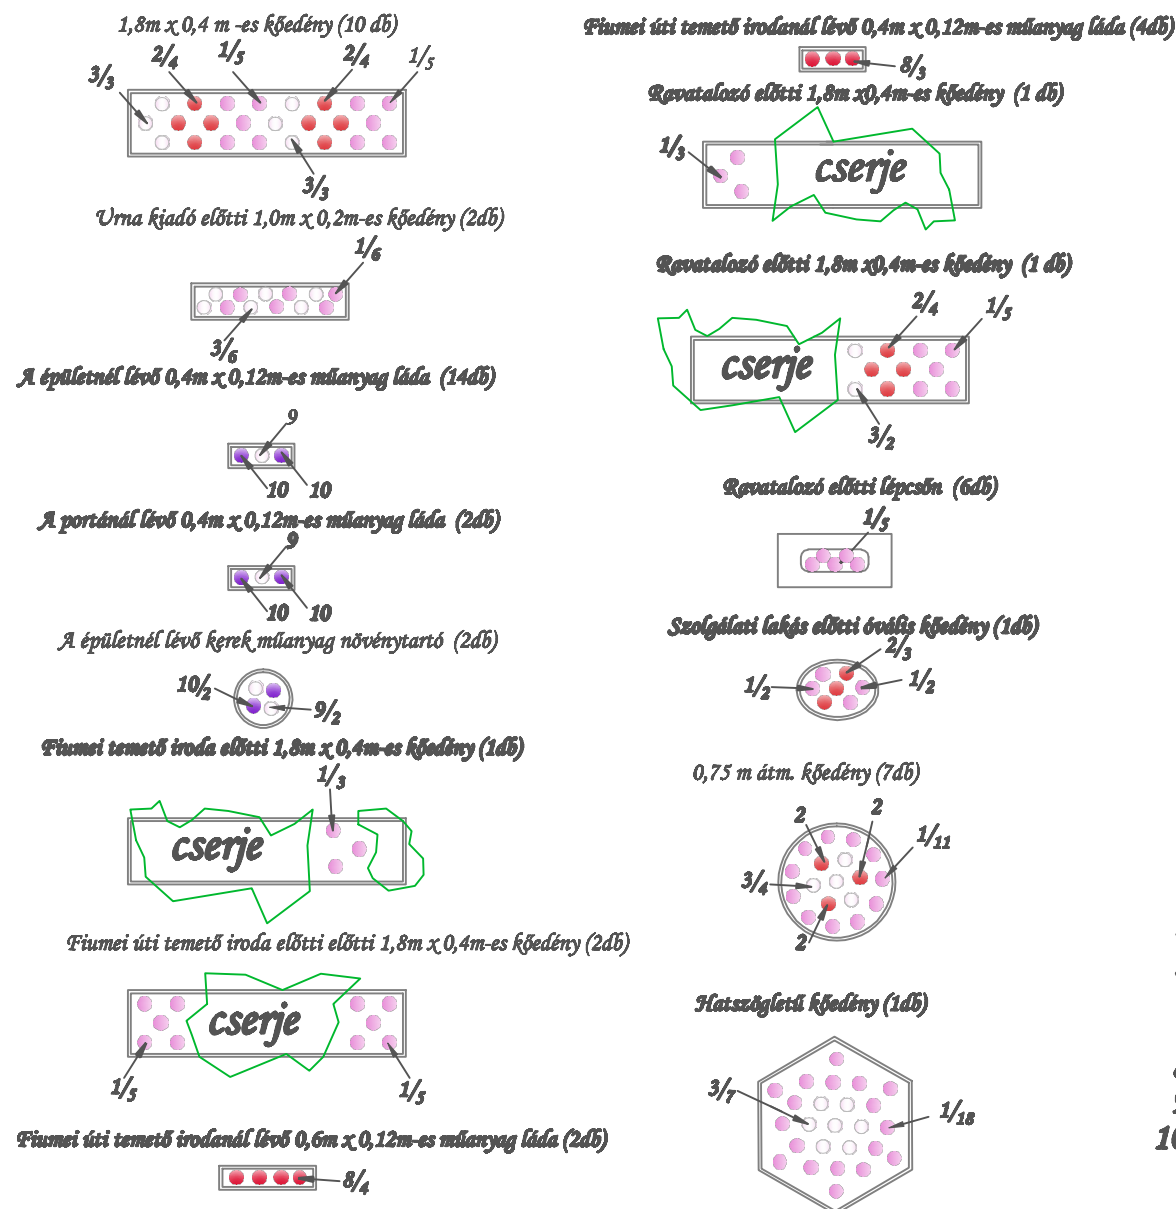 1,8m x 0,4 m -es kőedény (10 db)
3/3
2/4
1/5
2/4
1/5
3/3
Urna kiadó előtti 1,0m x 0,2m-es kőedény (2db)
1/6
3/6
A épületnél lévő 0,4m x 0,12m-es műanyag láda (14db)
9
10
10
A portánál lévő 0,4m x 0,12m-es műanyag láda (2db)
9
10
10
A épületnél lévő kerek műanyag növénytartó (2db)
10/2
9/2
Fiumei temető iroda előtti 1,8m x 0,4m-es kőedény (1db)
1/3
cserje
Fiumei úti temető iroda előtti előtti 1,8m x 0,4m-es kőedény (2db)
cserje
1/5
1/5
Fiumei úti temető irodanál lévő 0,6m x 0,12m-es műanyag láda (2db)
8/4
Fiumei úti temető irodanál lévő 0,4m x 0,12m-es műanyag láda (4db)
8/3
Ravatalozó előtti 1,8m x0,4m-es kőedény (1 db)
1/3
cserje
Ravatalozó előtti 1,8m x0,4m-es kőedény (1 db)
2/4
1/5
cserje
3/2
Ravatalozó előtti lépcsőn (6db)
1/5
Szolgálati lakás előtti óvális kőedény (1db)
2/3
1/2
1/2
0,75 m átm. kőedény (7db)
2
2
1/11
3/4
2
Hatszögletű kőedény (1db)
3/7
1/18